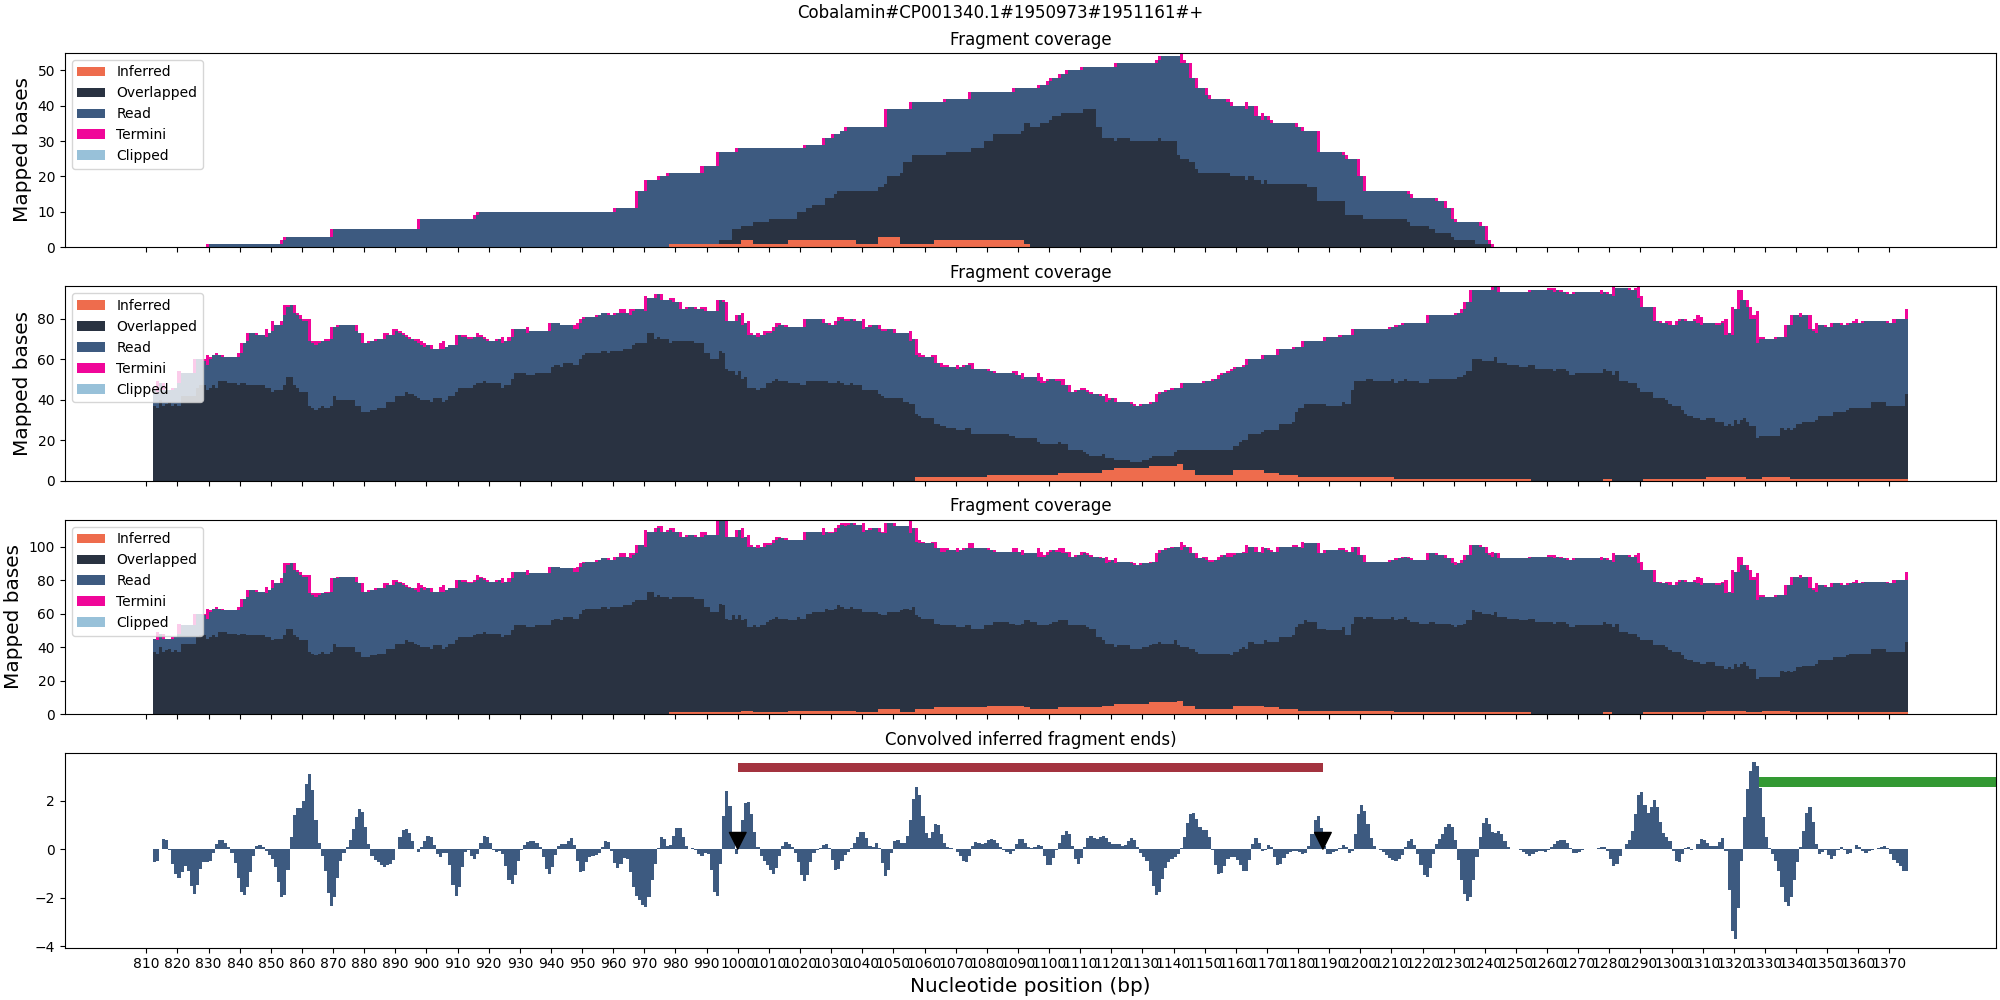 Cobalamin#CP001340.1#1950973#1951161#+
Fragment coverage
Mapped bases
50
40
30
20
10
0
Inferred
Overlapped
Read
Termini
Clipped
Fragment coverage
Mapped bases
80
60
40
20
0
Inferred
Overlapped
Read
Termini
Clipped
Fragment coverage
Mapped bases
100
80
60
40
20
0
Inferred
Overlapped
Read
Termini
Clipped
Convolved inferred fragment ends)
2
0
−2
−4
810 820 830 840 850 860 870 880 890 900 910 920 930 940 950 960 970 980 990 1000 1010 1020 1030 1040 1050 1060 1070 1080 1090 1100 1110 1120 1130 1140 1150 1160 1170 1180 1190 1200 1210 1220 1230 1240 1250 1260 1270 1280 1290 1300 1310 1320 1330 1340 1350 1360 1370
Nucleotide position (bp)